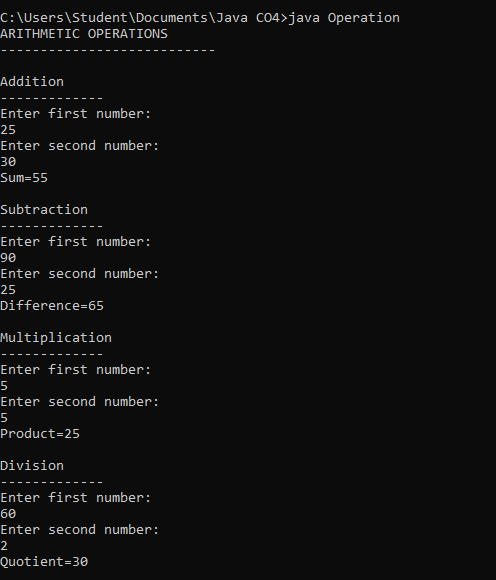 C:\Users\Student\Documents\Java CO4>java Operation
ARITHMETIC OPERATIONS
---------------------------
Addition
-------------
Enter first number:
25
Enter second number:
30
Sum=55
Subtraction
-------------
Enter first number:
90
Enter second number:
25
Difference=65
Multiplication
-------------
Enter first number:
5
Enter second number:
5
Product=25
Division
-------------
Enter first number:
60
Enter second number:
2
Quotient=30